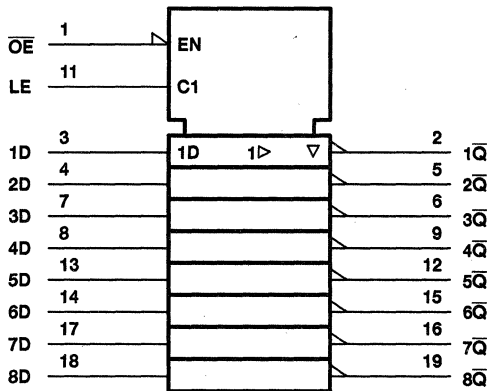 O̅E̅ 1 EN
LE 11 C1
1D 3 1D 1▷ ▽ 2 1Q̅
2D 4 5 2Q̅
3D 7 6 3Q̅
4D 8 9 4Q̅
5D 13 12 5Q̅
6D 14 15 6Q̅
7D 17 16 7Q̅
8D 18 19 8Q̅